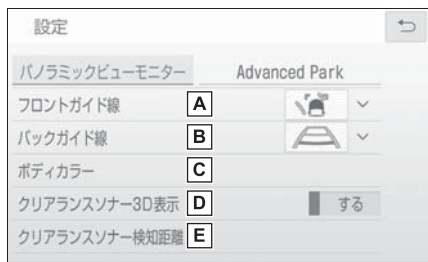 設定
パノラミックビューモニター Advanced Park
フロントガイド線 A
バックガイド線 B
ボディカラー C
クリアランスソナー3D表示 D する
クリアランスソナー検知距離 E